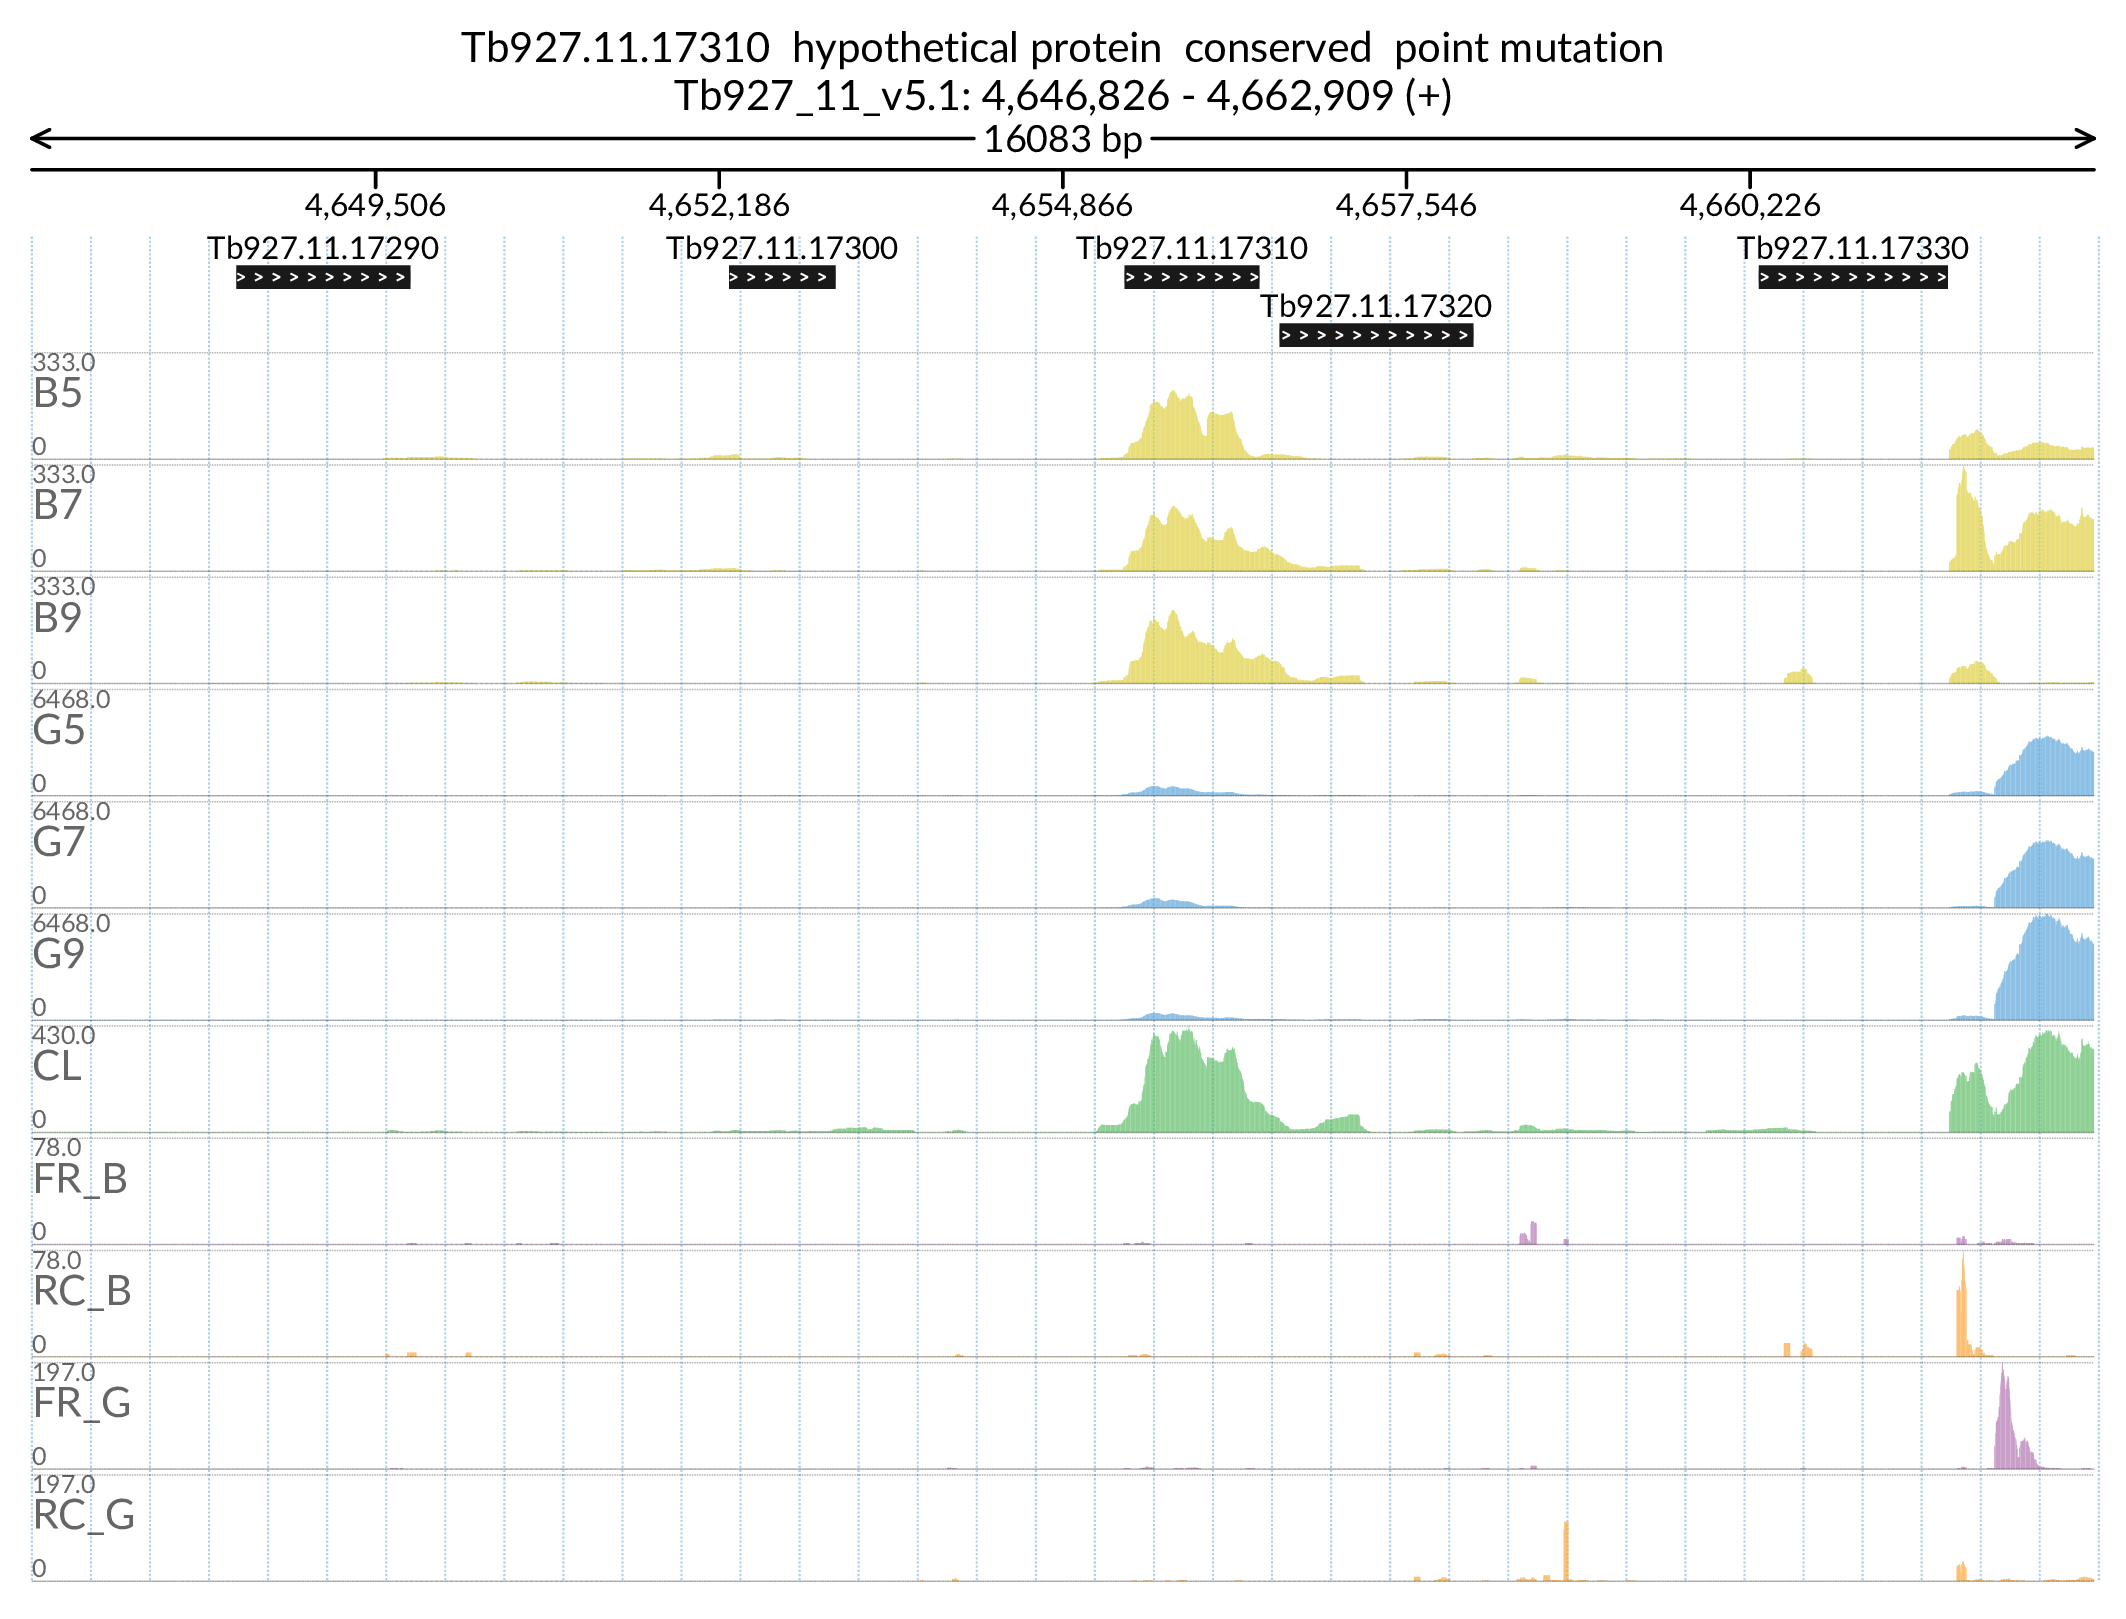 Tb927.11.17310  hypothetical protein  conserved  point mutation
Tb927_11_v5.1: 4,646,826 - 4,662,909 (+)
16083 bp
4,649,506 4,652,186 4,654,866 4,657,546 4,660,226
Tb927.11.17290 Tb927.11.17300 Tb927.11.17310 Tb927.11.17330
Tb927.11.17320
333.0
B5
0
333.0
B7
0
333.0
B9
0
6468.0
G5
0
6468.0
G7
0
6468.0
G9
0
430.0
CL
0
78.0
FR_B
0
78.0
RC_B
0
197.0
FR_G
0
197.0
RC_G
0